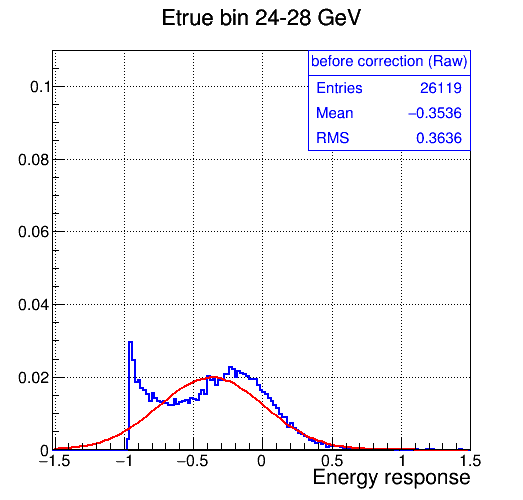 Etrue bin 24-28 GeV
before correction (Raw)
Entries 26119
Mean −0.3536
RMS 0.3636
0.1
0.08
0.06
0.04
0.02
0
−1.5 −1 −0.5 0 0.5 1 1.5
Energy response